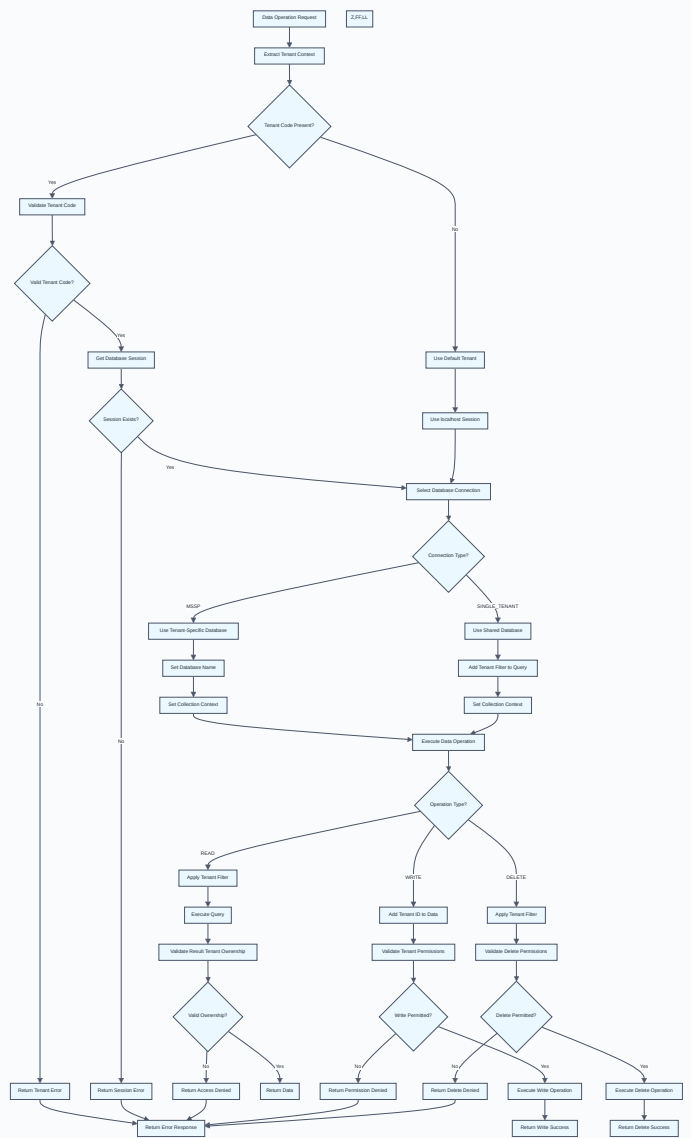 Data Operation Request
Z,FF,LL
Extract Tenant Context
Tenant Code Present?
Yes
Validate Tenant Code
No
Valid Tenant Code?
Yes
Get Database Session
Use Default Tenant
Session Exists?
Use localhost Session
Yes
Select Database Connection
Connection Type?
MSSP
SINGLE_TENANT
Use Tenant-Specific Database
Use Shared Database
Set Database Name
Add Tenant Filter to Query
Set Collection Context
Set Collection Context
No
No
Execute Data Operation
Operation Type?
READ
WRITE
DELETE
Apply Tenant Filter
Execute Query
Add Tenant ID to Data
Apply Tenant Filter
Validate Result Tenant Ownership
Validate Tenant Permissions
Validate Delete Permissions
Valid Ownership?
Write Permitted?
Delete Permitted?
No
Yes
No
No
Yes
Yes
Return Tenant Error
Return Session Error
Return Access Denied
Return Data
Return Permission Denied
Return Delete Denied
Execute Write Operation
Execute Delete Operation
Return Error Response
Return Write Success
Return Delete Success